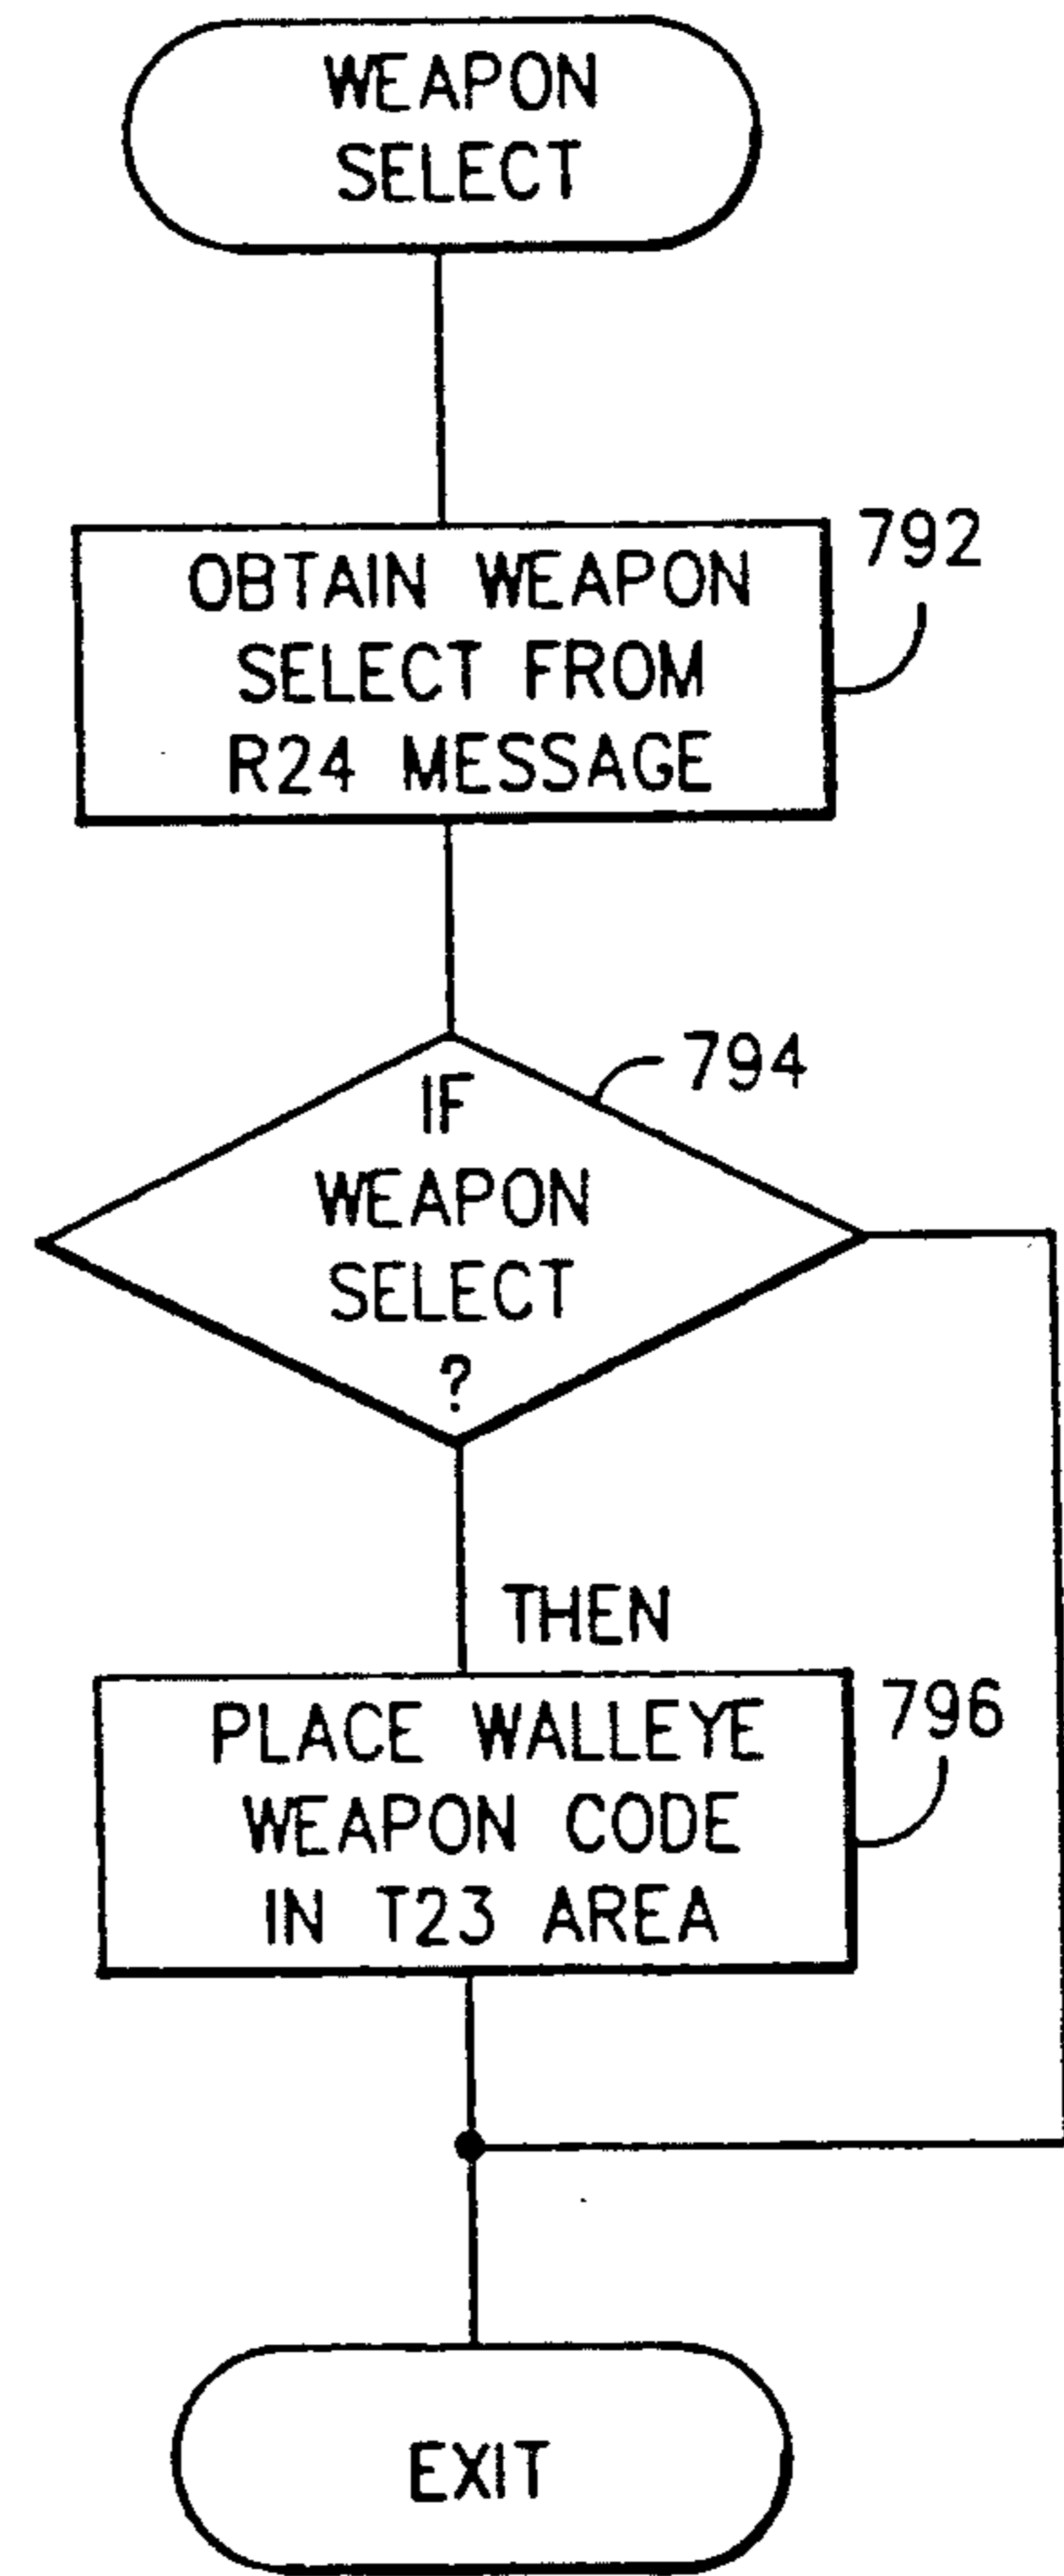 WEAPON
SELECT
OBTAIN WEAPON
SELECT FROM
R24 MESSAGE
792
IF
WEAPON
SELECT
?
794
THEN
PLACE WALLEYE
WEAPON CODE
IN T23 AREA
796
EXIT